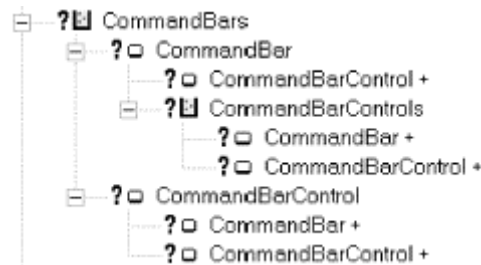 ? CommandBars
? CommandBar
? CommandBarControl +
? CommandBarControls
? CommandBar +
? CommandBarControl +
? CommandBarControl
? CommandBar +
? CommandBarControl +